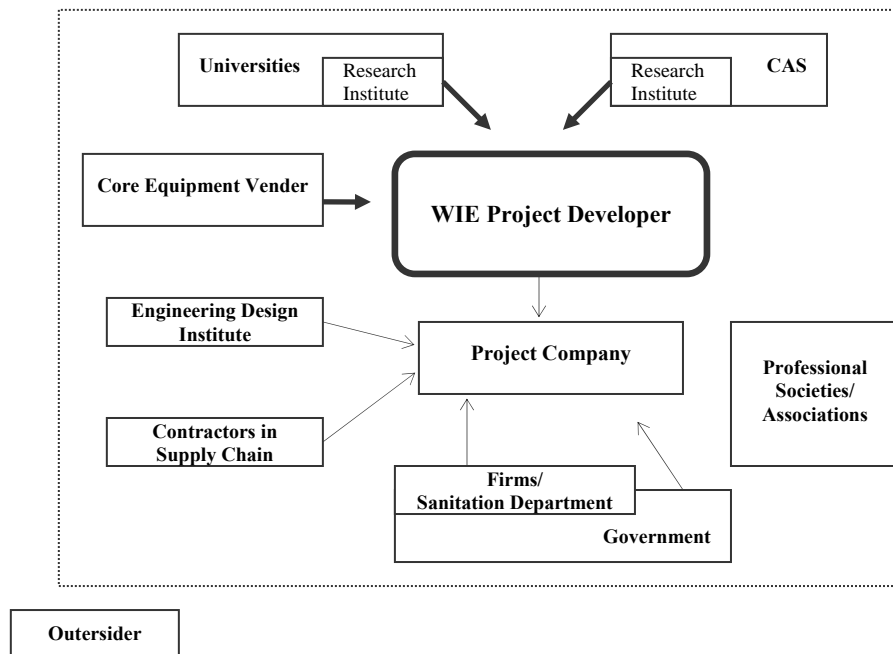 Universities
Research
Institute
Research
Institute
CAS
Core Equipment Vender
WIE Project Developer
Engineering Design
Institute
Project Company
Professional
Societies/
Associations
Contractors in
Supply Chain
Firms/
Sanitation Department
Government
Outersider